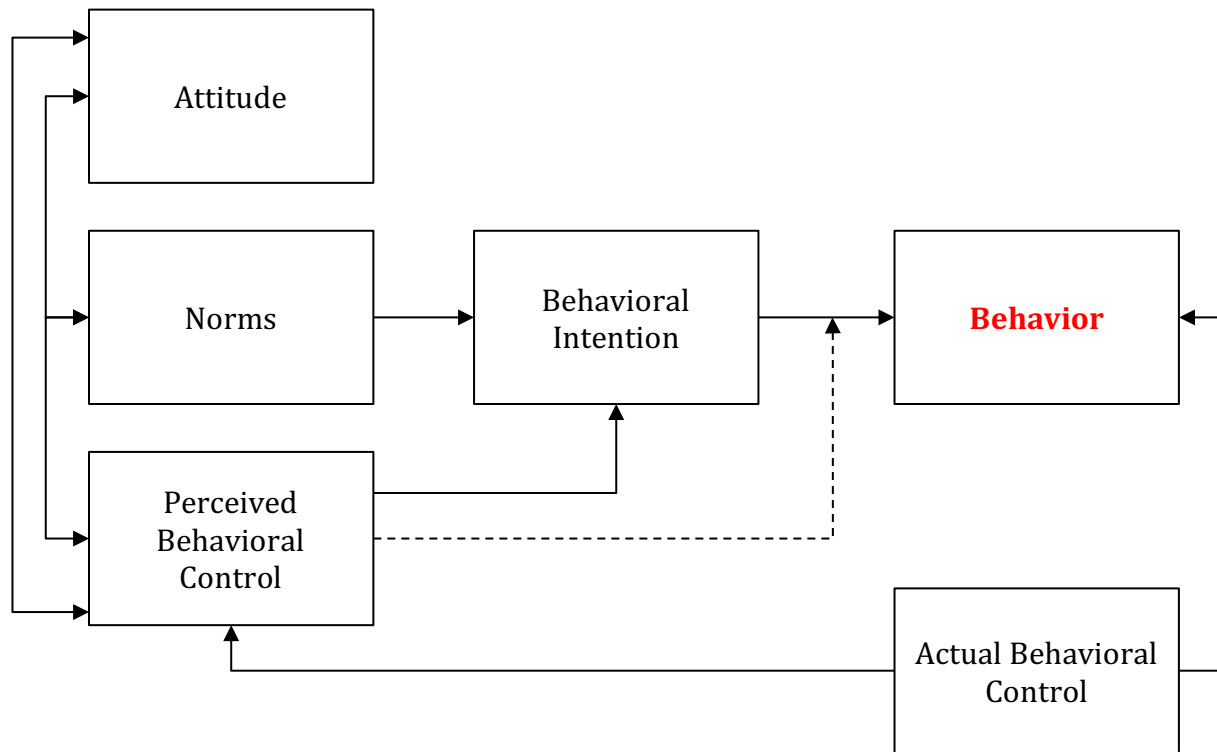 Attitude
Norms
Behavioral
Intention
Behavior
Perceived
Behavioral
Control
Actual Behavioral
Control